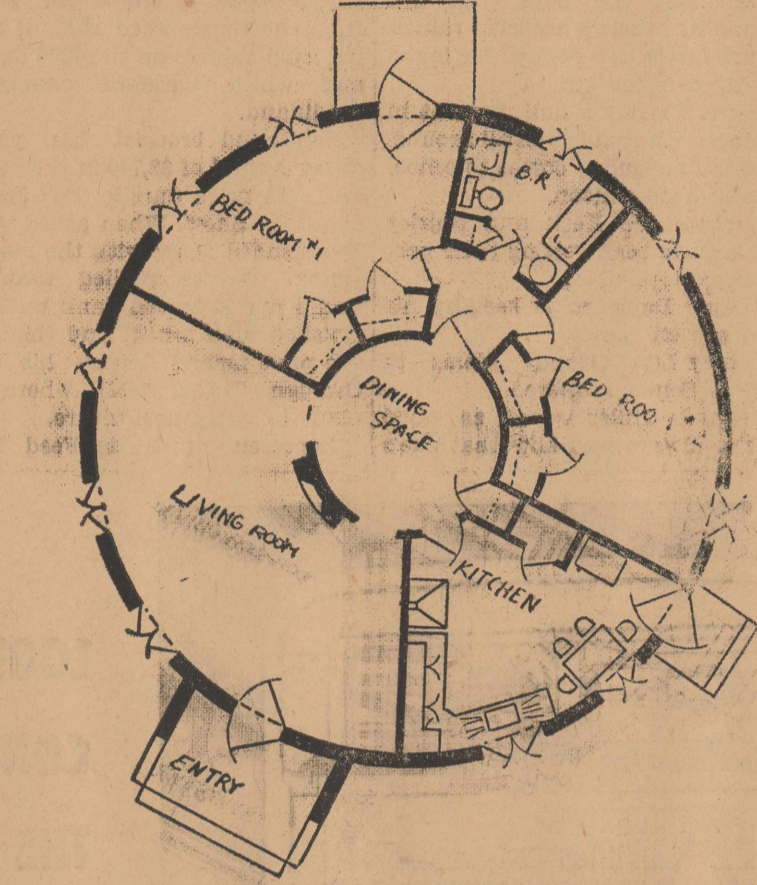 BED ROOM #1
B.R
DINING
SPACE
BED ROO
LIVING ROOM
KITCHEN
ENTRY